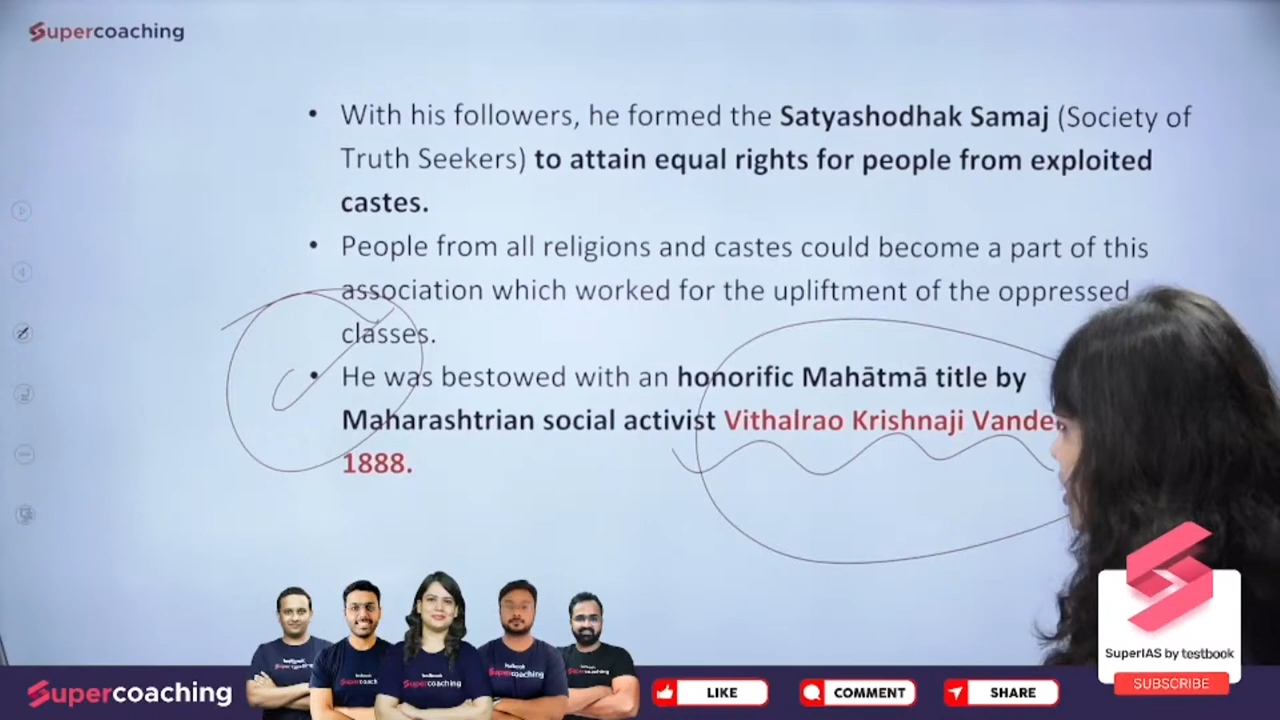 Supercoaching
• With his followers, he formed the Satyashodhak Samaj (Society of
Truth Seekers) to attain equal rights for people from exploited
castes.
• People from all religions and castes could become a part of this
association which worked for the upliftment of the oppressed
classes.
• He was bestowed with an honorific Mahātmā title by
Maharashtrian social activist Vithalrao Krishnaji
1888.
SuperIAS by testbook
SUBSCRIBE
Supercoaching
LIKE
COMMENT
SHARE